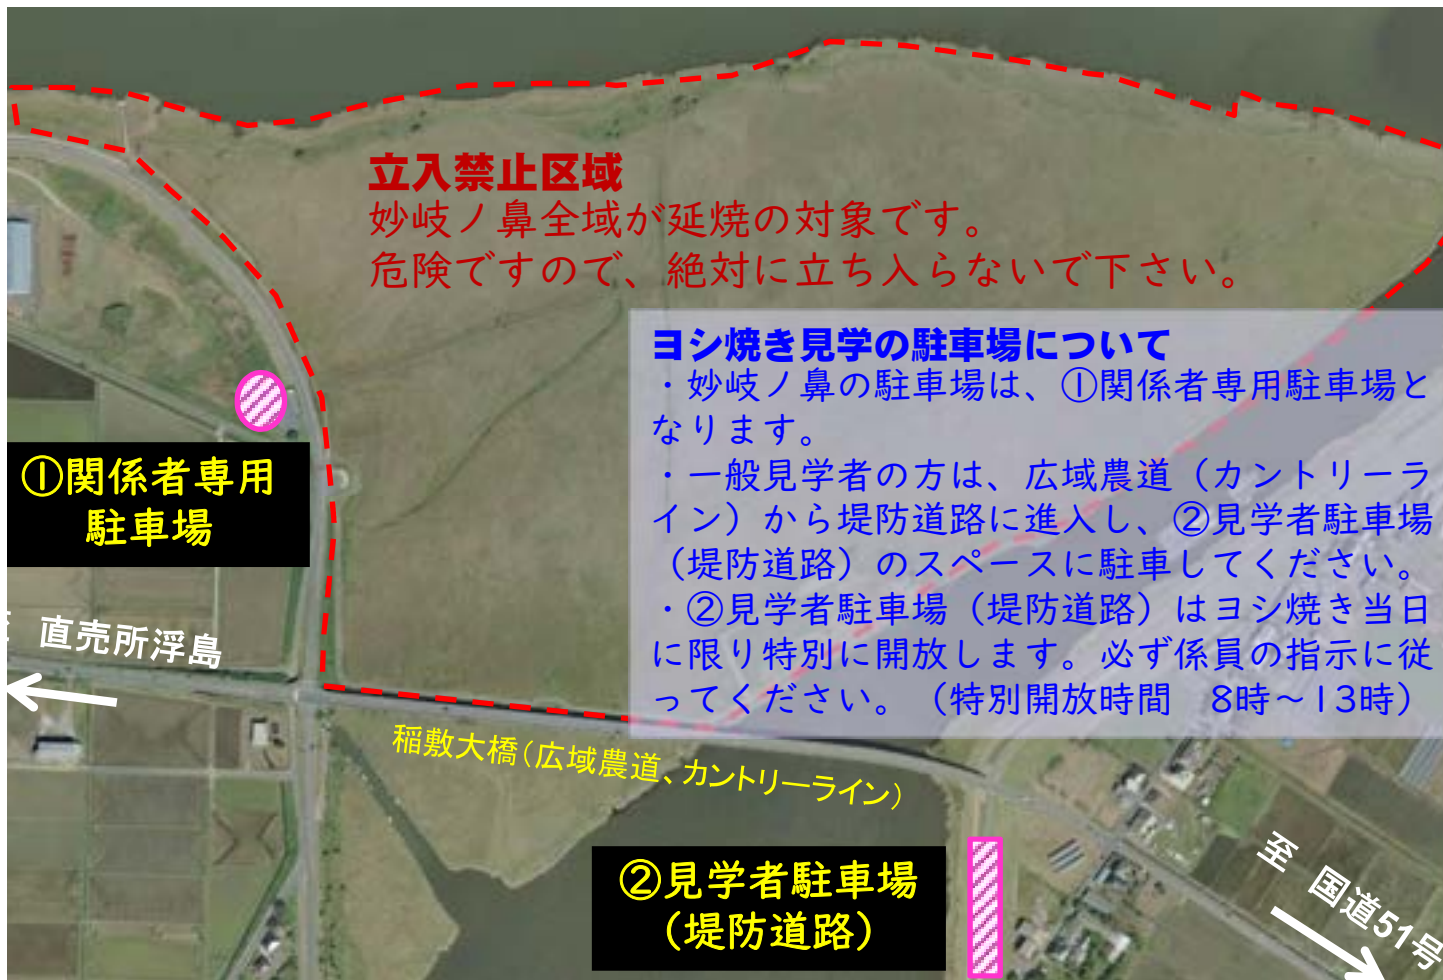 立入禁止区域
妙岐ノ鼻全域が延焼の対象です。
危険ですので、絶対に立ち入らないで下さい。
ヨシ焼き見学の駐車場について
・妙岐ノ鼻の駐車場は、①関係者専用駐車場と
なります。
・一般見学者の方は、広域農道（カントリーラ
イン）から堤防道路に進入し、②見学者駐車場
（堤防道路）のスペースに駐車してください。
・②見学者駐車場（堤防道路）はヨシ焼き当日
に限り特別に開放します。必ず係員の指示に従
ってください。（特別開放時間　8時～13時）
①関係者専用
駐車場
至　直売所浮島
稲敷大橋（広域農道、カントリーライン）
②見学者駐車場
（堤防道路）
至　国道51号